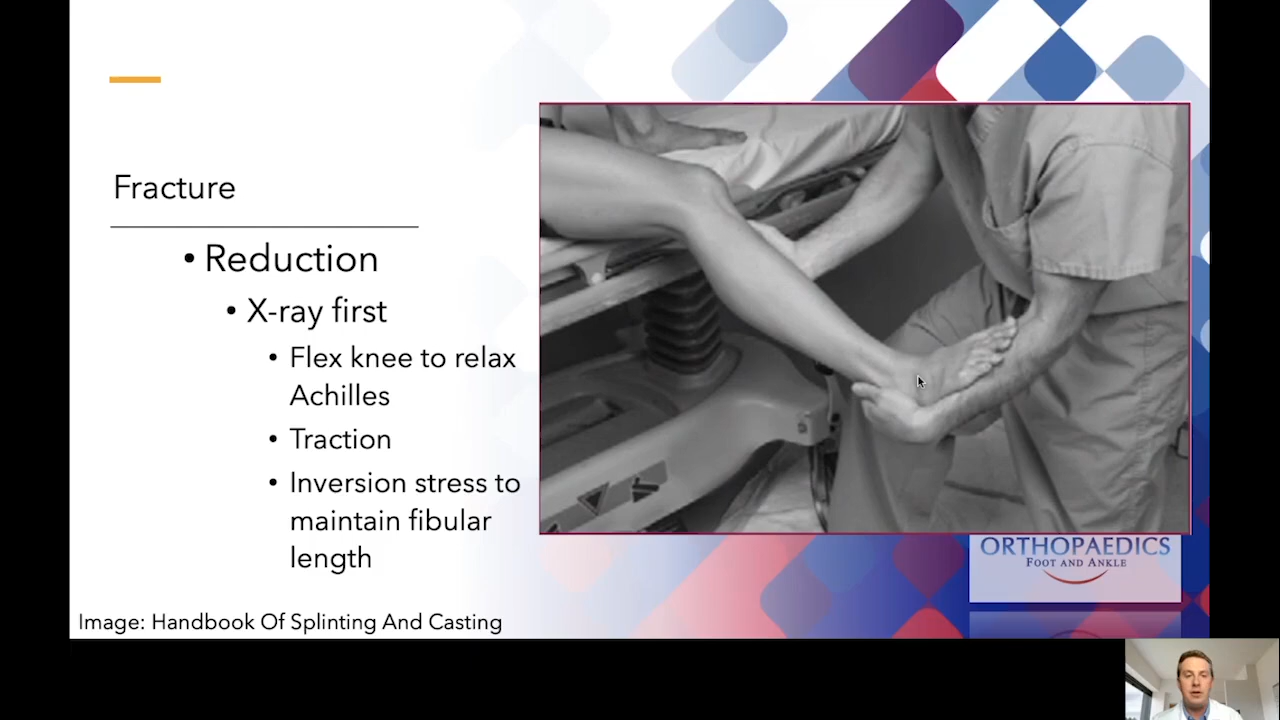 Fracture
• Reduction
• X-ray first
• Flex knee to relax
Achilles
• Traction
• Inversion stress to
maintain fibular
length
ORTHOPAEDICS
FOOT AND ANKLE
Image: Handbook Of Splinting And Casting